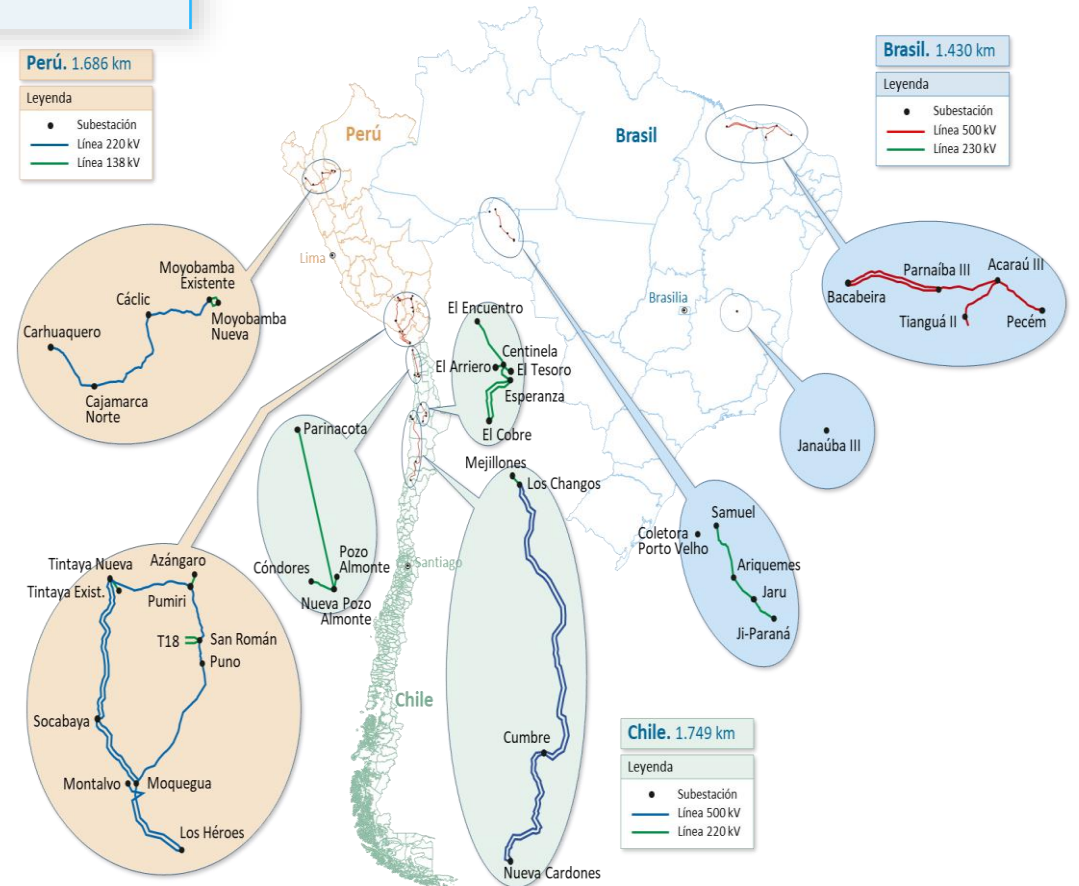 Perú. 1.686 km
Leyenda
Subestación
Línea 220 kV
Línea 138 kV
Brasil. 1.430 km
Leyenda
Subestación
Línea 500 kV
Línea 230 kV
Perú
Brasil
Lima
Brasilia
Moyobamba
Existente
Cáclic
Moyobamba
Nueva
Carhuaquero
Cajamarca
Norte
El Encuentro
Centinela
El Arriero
El Tesoro
Esperanza
El Cobre
Parnaíba III
Acaraú III
Bacabeira
Tianguá II
Pecém
Janaúba III
Parinacota
Pozo
Almonte
Cóndores
Nueva Pozo
Almonte
Santiago
Mejillones
Los Changos
Cumbre
Nueva Cardones
Samuel
Coletora
Porto Velho
Ariquemes
Jaru
Ji-Paraná
Tintaya Nueva
Azángaro
Tintaya Exist.
Pumiri
T18
San Román
Puno
Socabaya
Montalvo
Moquegua
Los Héroes
Chile
Chile. 1.749 km
Leyenda
Subestación
Línea 500 kV
Línea 220 kV